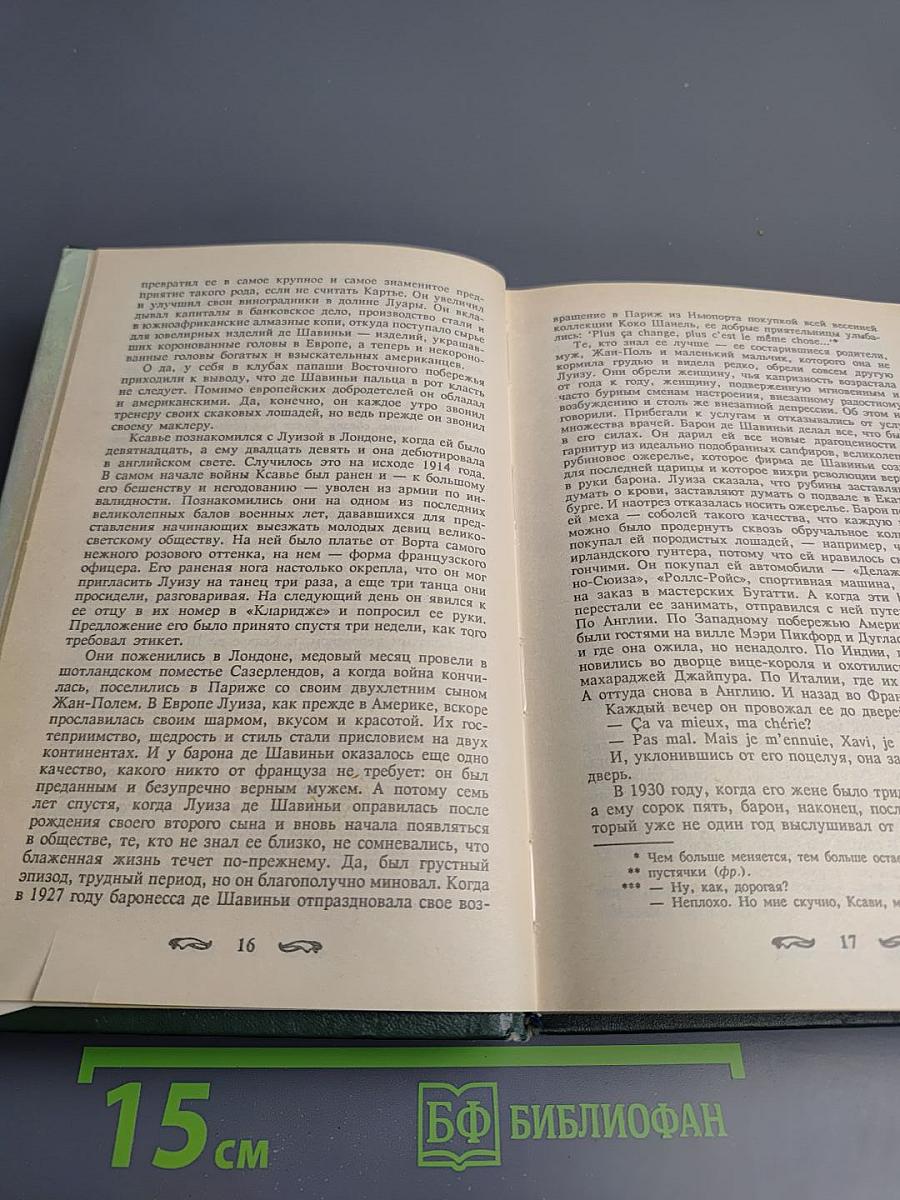 превратил ее в самое крупное и самое знаменитое пред-
приятие такого рода, если не считать Картье. Он увеличил
и улучшил свои виноградники в долине Луары. Он вкла-
дывал капиталы в банковское дело, производство стали и
в южноафриканские алмазные копи, откуда поступало сырье
для ювелирных изделий де Шавиньи — изделий, украшав-
ших коронованные головы в Европе, а теперь и некороно-
ванные головы богатых и взыскательных американцев.
О да, у себя в клубах папаши Восточного побережья
приходили к выводу, что де Шавиньи пальца в рот класть
не следует. Помимо европейских добродетелей он обладал
и американскими. Да, конечно, он каждое утро звонил
тренеру своих скаковых лошадей, но ведь прежде он звонил
своему маклеру.
Ксавье познакомился с Луизой в Лондоне, когда ей было
девятнадцать, а ему двадцать девять и она дебютировала
в английском свете. Случилось это на исходе 1914 года.
В самом начале войны Ксавье был ранен и — к большому
его бешенству и негодованию — уволен из армии по ин-
валидности. Познакомились они на одном из последних
великолепных балов военных лет, дававшихся для пред-
ставления начинающих выезжать молодых девиц велико-
светскому обществу. На ней было платье от Ворта самого
нежного розового оттенка, на нем — форма французского
офицера. Его раненая нога настолько окрепла, что он мог
пригласить Луизу на танец три раза, а еще три танца они
просидели, разговаривая. На следующий день он явился к
ее отцу в их номер в «Кларидже» и попросил ее руки.
Предложение его было принято спустя три недели, как того
требовал этикет.
Они поженились в Лондоне, медовый месяц провели в
шотландском поместье Сазерлендов, а когда война кончи-
лась, поселились в Париже со своим двухлетним сыном
Жан-Полем. В Европе Луиза, как прежде в Америке, вскоре
прославилась своим шармом, вкусом и красотой. Их гос-
теприимство, щедрость и стиль стали присловием на двух
континентах. И у барона де Шавиньи оказалось еще одно
качество, какого никто от француза не требует: он был
преданным и безупречно верным мужем. А потому семь
лет спустя, когда Луиза де Шавиньи оправилась после
рождения своего второго сына и вновь начала появляться
в обществе, те, кто не знал ее близко, не сомневались, что
блаженная жизнь течет по-прежнему. Да, был грустный
эпизод, трудный период, но он благополучно миновал. Когда
в 1927 году баронесса де Шавиньи отпраздновала свое воз-
16
вращение в Париж из Ньюпорта покупкой всей весенней
коллекции Коко Шанель, ее добрые приятельницы улыба-
лись: 'Plus ça change, plus c'est le même chose...'*
Те, кто знал ее лучше — ее состарившиеся родители,
муж, Жан-Поль и маленький мальчик, которого она не
кормила грудью и видела редко, обрели совсем другую
Луизу. Они обрели женщину, чья капризность возрастала
от года к году, женщину, подверженную мгновенным и
часто бурным сменам настроения, внезапному радостному
возбуждению и столь же внезапной депрессии. Об этом н
говорили. Прибегали к услугам и отказывались от услу
множества врачей. Барон де Шавиньи делал все, что бы
в его силах. Он дарил ей все новые драгоценности
гарнитур из идеально подобранных сапфиров, великолеп
рубиновое ожерелье, которое фирма де Шавиньи соз
для последней царицы и которое вихри революции вер
в руки барона. Луиза сказала, что рубины заставля
думать о крови, заставляют думать о подвале в Ека
бурге. И наотрез отказалась носить ожерелье. Барон по
ей меха — соболей такого качества, что каждую
можно было продернуть сквозь обручальное кол
покупал ей породистых лошадей, — например, ч
ирландского гунтера, потому что ей нравилось ск
гончими. Он покупал ей автомобили — «Делаж
но-Сюиза», «Роллс-Ройс», спортивная машина,
на заказ в мастерских Бугатти. А когда эти
перестали ее занимать, отправился с ней путе
По Англии. По Западному побережью Амери
были гостями на вилле Мэри Пикфорд и Дуглас
и где она ожила, но ненадолго. По Индии, г
новились во дворце вице-короля и охотилис
махараджей Джайпура. По Италии, где их
А оттуда снова в Англию. И назад во Фран
Каждый вечер он провожал ее до дверей
— Ça va mieux, ma chérie?
— Pas mal. Mais je m'ennuie, Xavi, je
И, уклонившись от его поцелуя, она за
дверь.
В 1930 году, когда его жене было трид
а ему сорок пять, барон, наконец, посл
торый уже не один год выслушивал от
* Чем больше меняется, тем больше остае
** пустячки (фр.).
*** — Ну, как, дорогая?
— Неплохо. Но мне скучно, Ксави, м
17
15 см
БФ БИБЛИОФАН